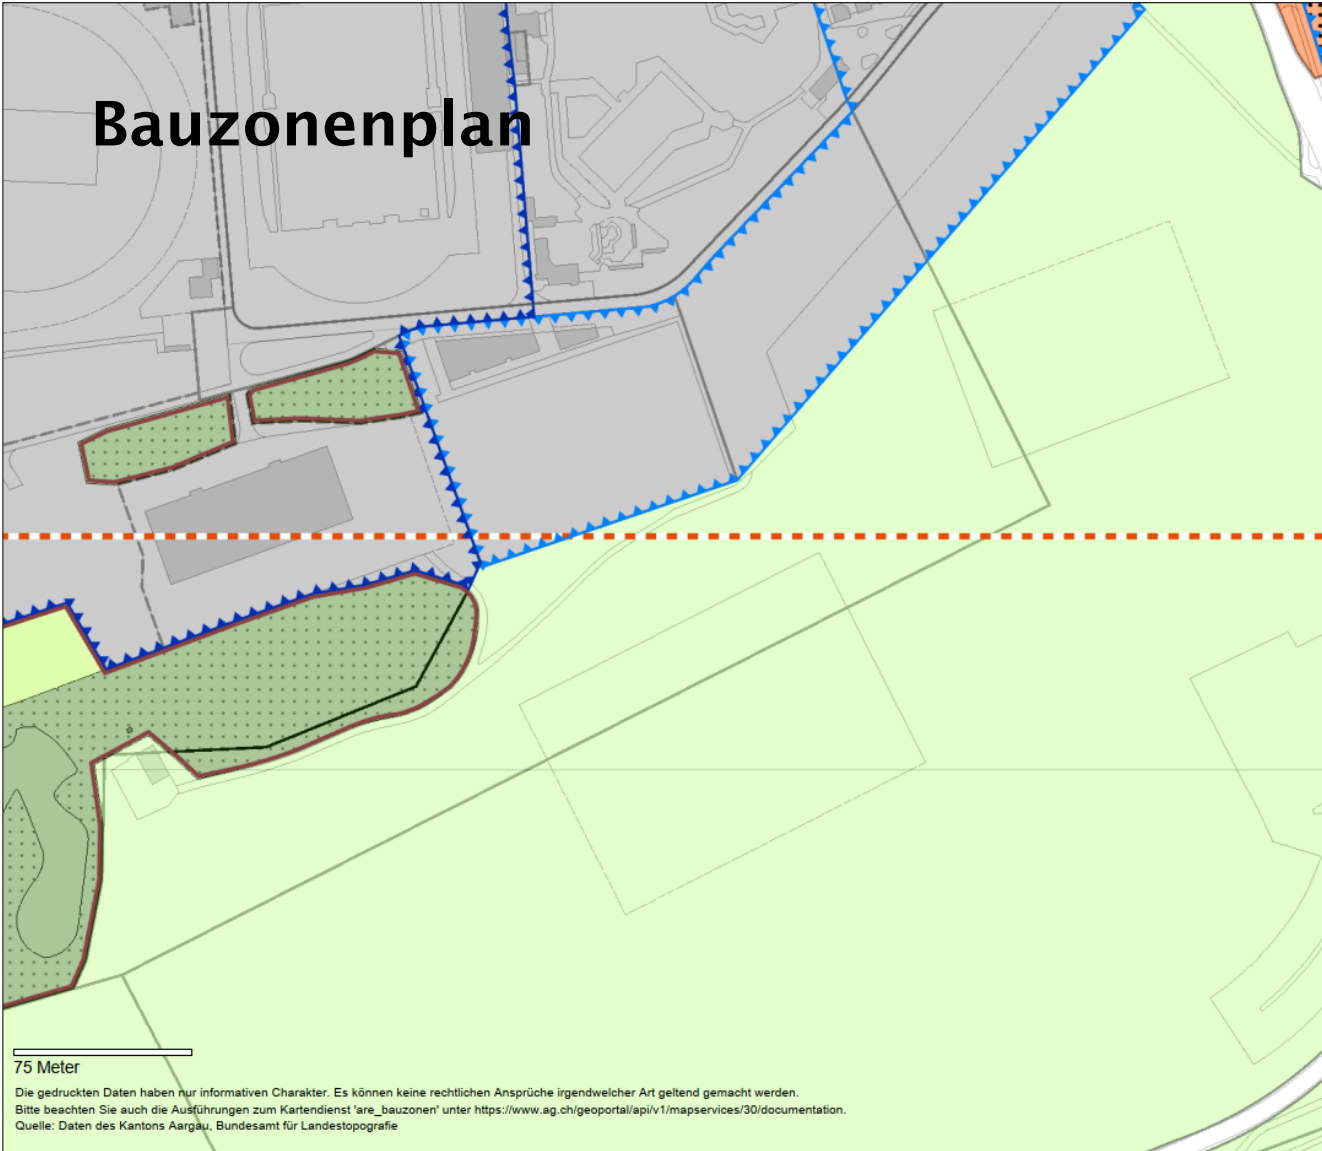 Bauzonenplan
75 Meter
Die gedruckten Daten haben nur informativen Charakter. Es können keine rechtlichen Ansprüche irgendwelcher Art geltend gemacht werden.
Bitte beachten Sie auch die Ausführungen zum Kartendienst 'are_bauzonen' unter https://www.ag.ch/geoportal/api/v1/mapservices/30/documentation.
Quelle: Daten des Kantons Aargau, Bundesamt für Landestopografie